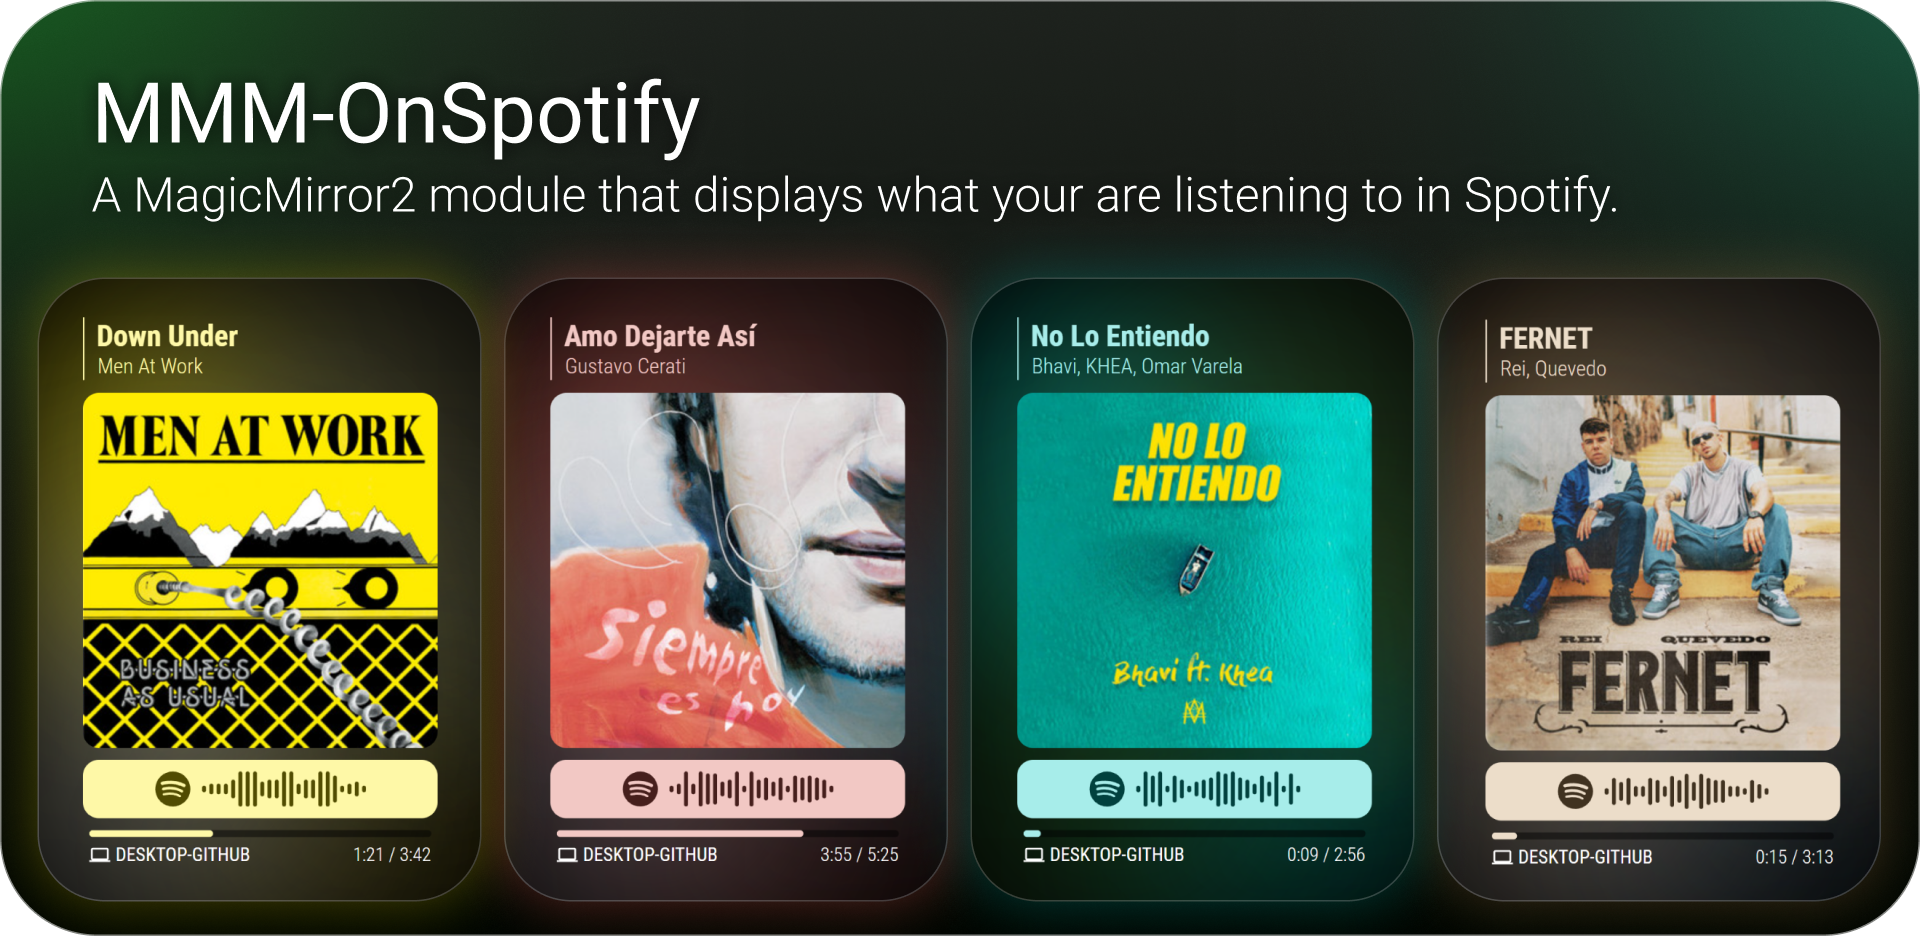 MMM-OnSpotify
A MagicMirror2 module that displays what your are listening to in Spotify.
Down Under
Men At Work
MEN AT WORK
BUSINESS
AS USUAL
DESKTOP-GITHUB 1:21 / 3:42
Amo Dejarte Así
Gustavo Cerati
siempre
es hoy
DESKTOP-GITHUB 3:55 / 5:25
No Lo Entiendo
Bhavi, KHEA, Omar Varela
NO LO
ENTIENDO
Bhavi ft. Khea
DESKTOP-GITHUB 0:09 / 2:56
FERNET
Rei, Quevedo
REI QUEVEDO
FERNET
DESKTOP-GITHUB 0:15 / 3:13